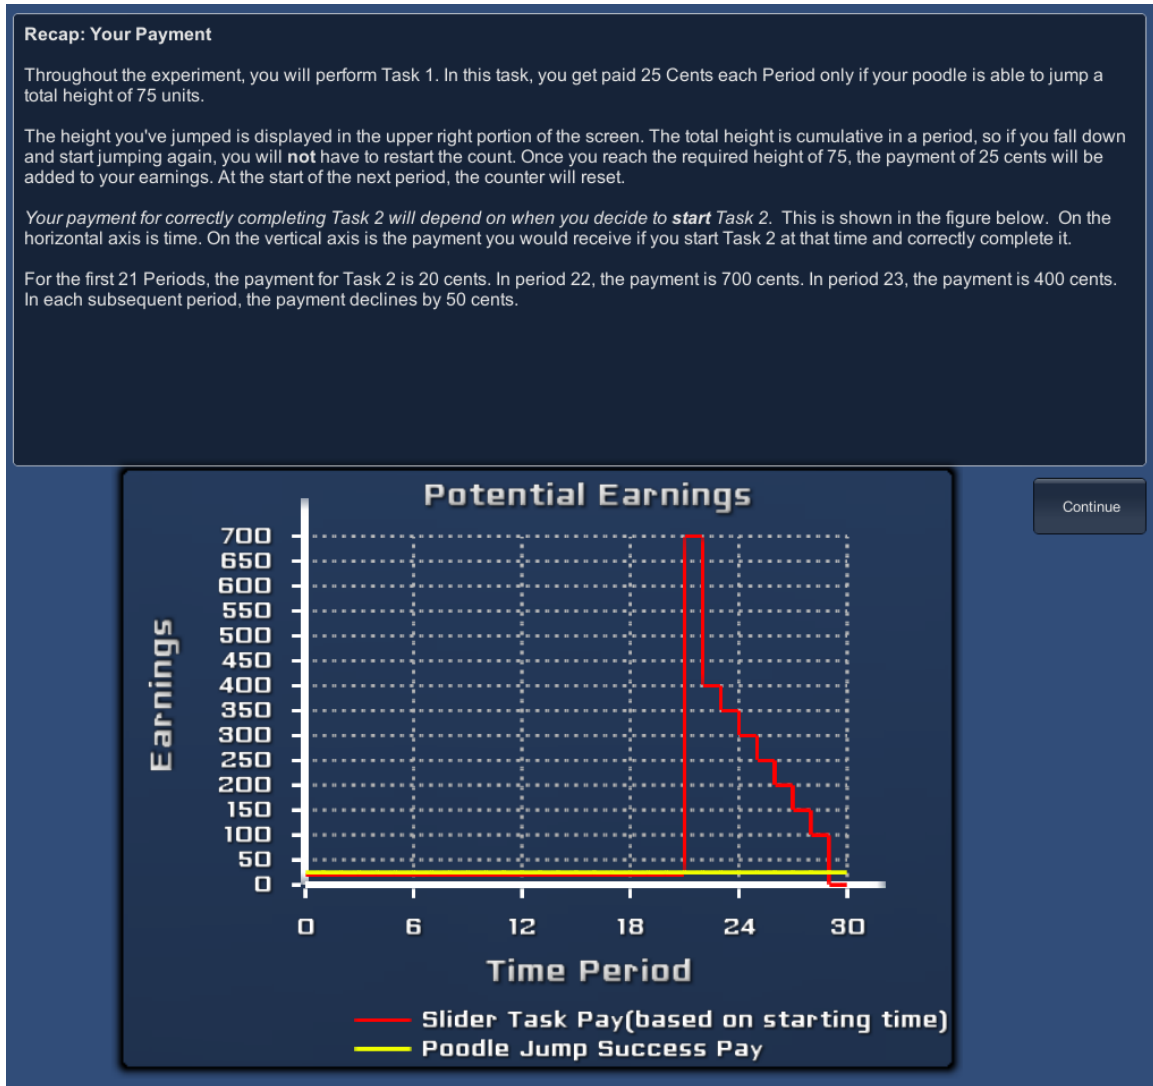 Recap: Your Payment
Throughout the experiment, you will perform Task 1. In this task, you get paid 25 Cents each Period only if your poodle is able to jump a
total height of 75 units.
The height you've jumped is displayed in the upper right portion of the screen. The total height is cumulative in a period, so if you fall down
and start jumping again, you will not have to restart the count. Once you reach the required height of 75, the payment of 25 cents will be
added to your earnings. At the start of the next period, the counter will reset.
Your payment for correctly completing Task 2 will depend on when you decide to start Task 2.  This is shown in the figure below.  On the
horizontal axis is time. On the vertical axis is the payment you would receive if you start Task 2 at that time and correctly complete it.
For the first 21 Periods, the payment for Task 2 is 20 cents. In period 22, the payment is 700 cents. In period 23, the payment is 400 cents.
In each subsequent period, the payment declines by 50 cents.
Continue
Potential Earnings
Earnings
700
650
600
550
500
450
400
350
300
250
200
150
100
50
0
0 6 12 18 24 30
Time Period
Slider Task Pay(based on starting time)
Poodle Jump Success Pay